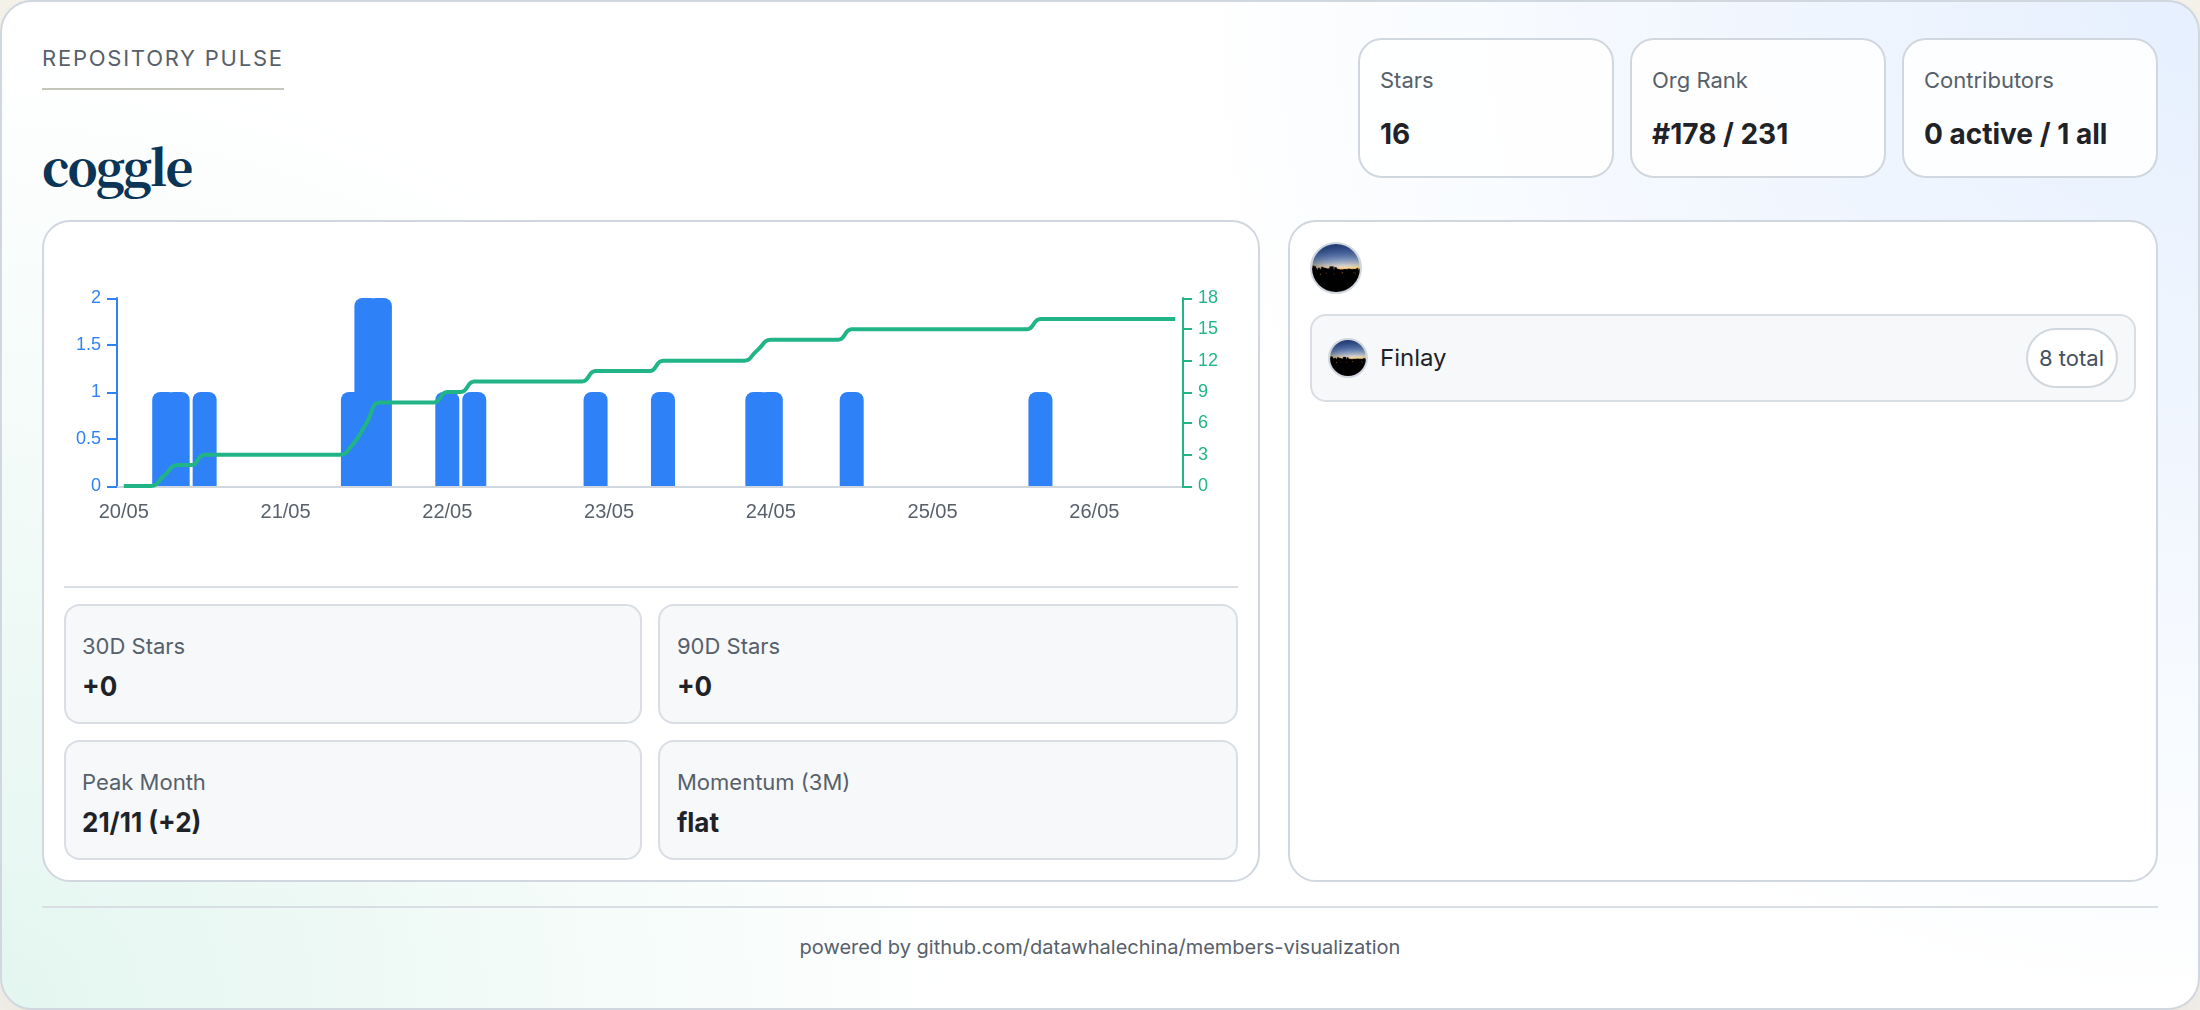 REPOSITORY PULSE
coggle
Stars
16
Org Rank
#178 / 231
Contributors
0 active / 1 all
2
1.5
1
0.5
0
18
15
12
9
6
3
0
20/05
21/05
22/05
23/05
24/05
25/05
26/05
30D Stars
+0
90D Stars
+0
Peak Month
21/11 (+2)
Momentum (3M)
flat
Finlay
8 total
powered by github.com/datawhalechina/members-visualization